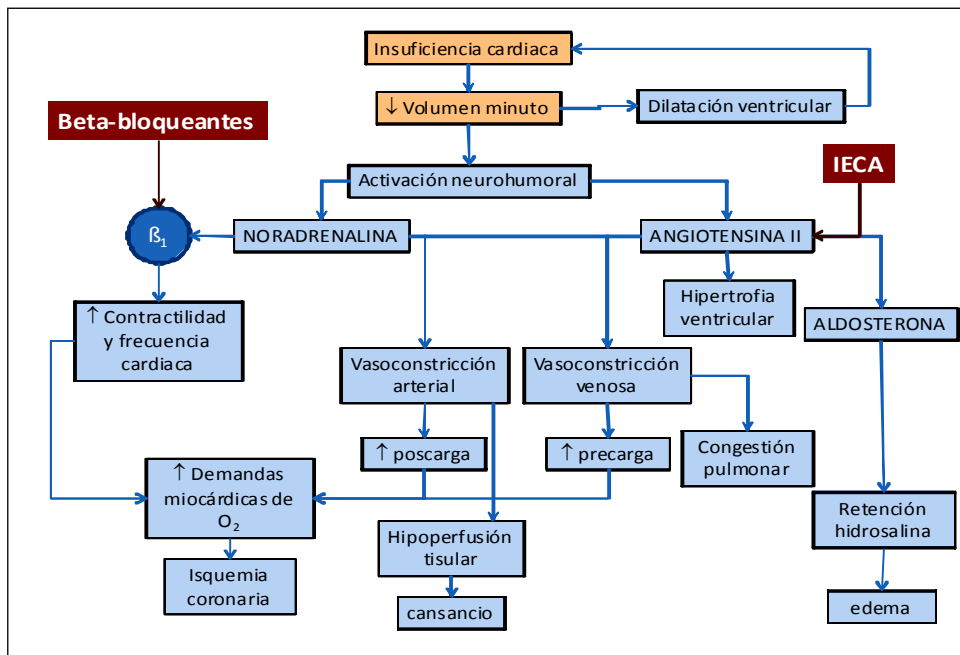 Insuficiencia cardiaca
↓ Volumen minuto
Dilatación ventricular
Beta-bloqueantes
IECA
Activación neurohumoral
ß₁
NORADRENALINA
ANGIOTENSINA II
Hipertrofia
ventricular
ALDOSTERONA
↑ Contractilidad
y frecuencia
cardiaca
Vasoconstricción
arterial
Vasoconstricción
venosa
↑ poscarga
↑ precarga
Congestión
pulmonar
↑ Demandas
miocárdicas de
O₂
Hipoperfusión
tisular
Retención
hidrosalina
Isquemia
coronaria
cansancio
edema